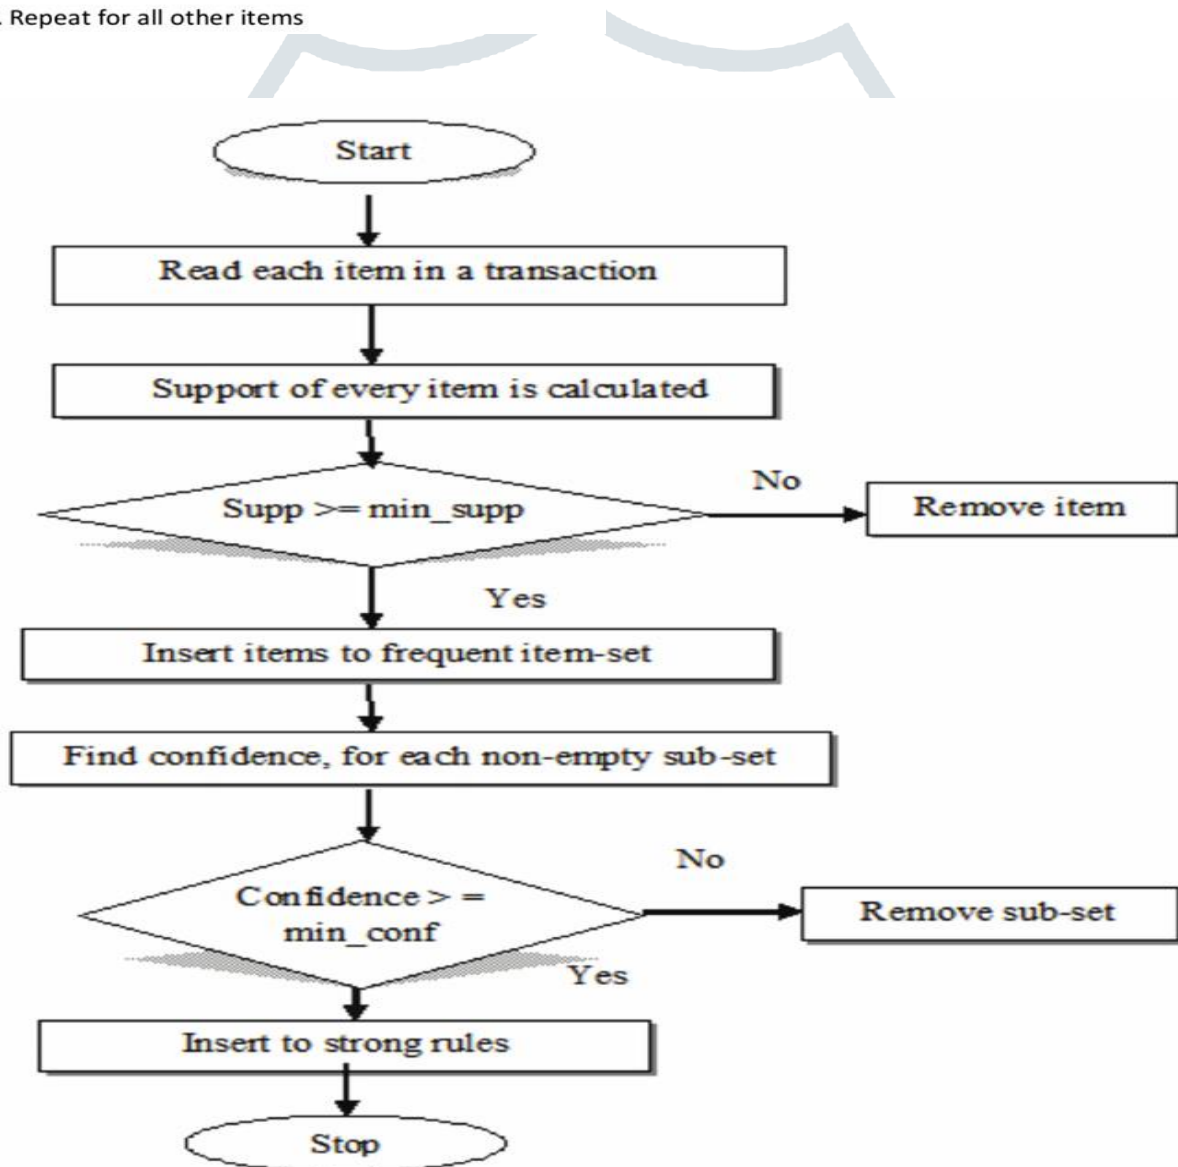 . Repeat for all other items
Start
Read each item in a transaction
Support of every item is calculated
Supp >= min_supp
No
Remove item
Yes
Insert items to frequent item-set
Find confidence, for each non-empty sub-set
No
Confidence > =
min_conf
Remove sub-set
Yes
Insert to strong rules
Stop